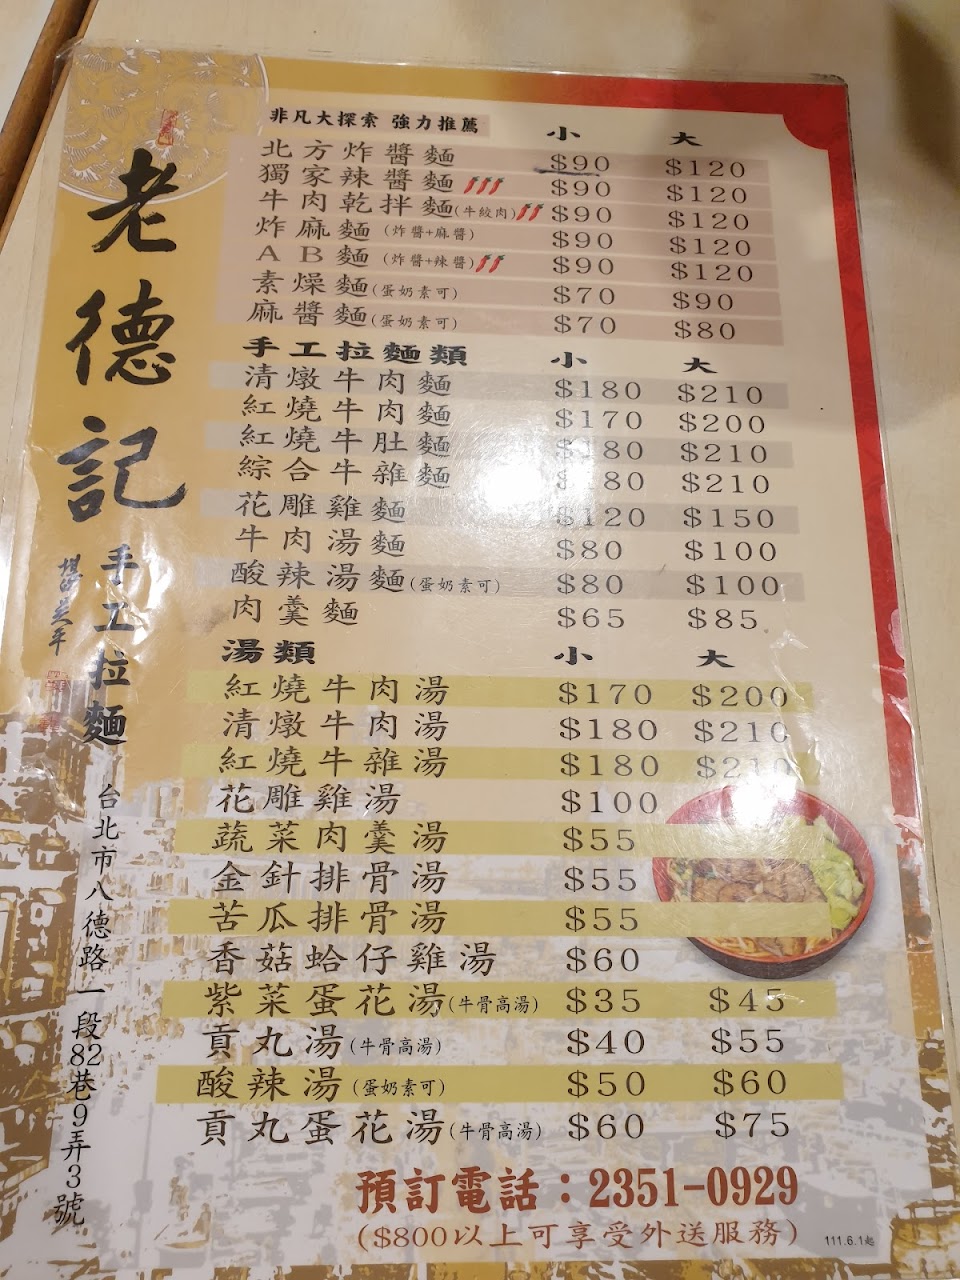 老德記
手工拉麵
台北市八德路一段82巷9弄3號
非凡大探索 強力推薦 小 大
北方炸醬麵 $90 $120
獨家辣醬麵 $90 $120
牛肉乾拌麵(牛絞肉) $90 $120
炸麻麵 (炸醬+麻醬) $90 $120
AB麵 (炸醬+辣醬) $90 $120
素燥麵(蛋奶素可) $70 $90
麻醬麵(蛋奶素可) $70 $80
手工拉麵類 小 大
清燉牛肉麵 $180 $210
紅燒牛肉麵 $170 $200
紅燒牛肚麵 $180 $210
綜合牛雜麵 $180 $210
花雕雞麵 $120 $150
牛肉湯麵 $80 $100
酸辣湯麵(蛋奶素可) $80 $100
肉羹麵 $65 $85
湯類 小 大
紅燒牛肉湯 $170 $200
清燉牛肉湯 $180 $210
紅燒牛雜湯 $180 $210
花雕雞湯 $100
蔬菜肉羹湯 $55
金針排骨湯 $55
苦瓜排骨湯 $55
香菇蛤仔雞湯 $60
紫菜蛋花湯(牛骨高湯) $35 $45
貢丸湯(牛骨高湯) $40 $55
酸辣湯 (蛋奶素可) $50 $60
貢丸蛋花湯(牛骨高湯) $60 $75
預訂電話：2351-0929
($800以上可享受外送服務)
111.6.1起